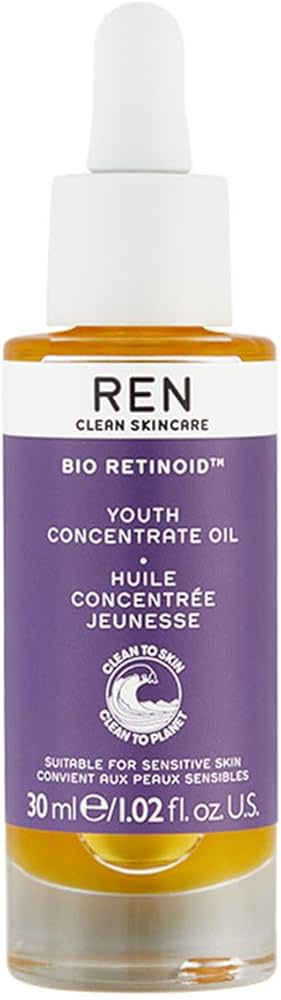 REN
CLEAN SKINCARE
BIO RETINOID™
YOUTH
CONCENTRATE OIL
•
HUILE
CONCENTRÉE
JEUNESSE
CLEAN TO SKIN
CLEAN TO PLANET
SUITABLE FOR SENSITIVE SKIN
CONVIENT AUX PEAUX SENSIBLES
30 ml℮/1.02 fl. oz. U.S.